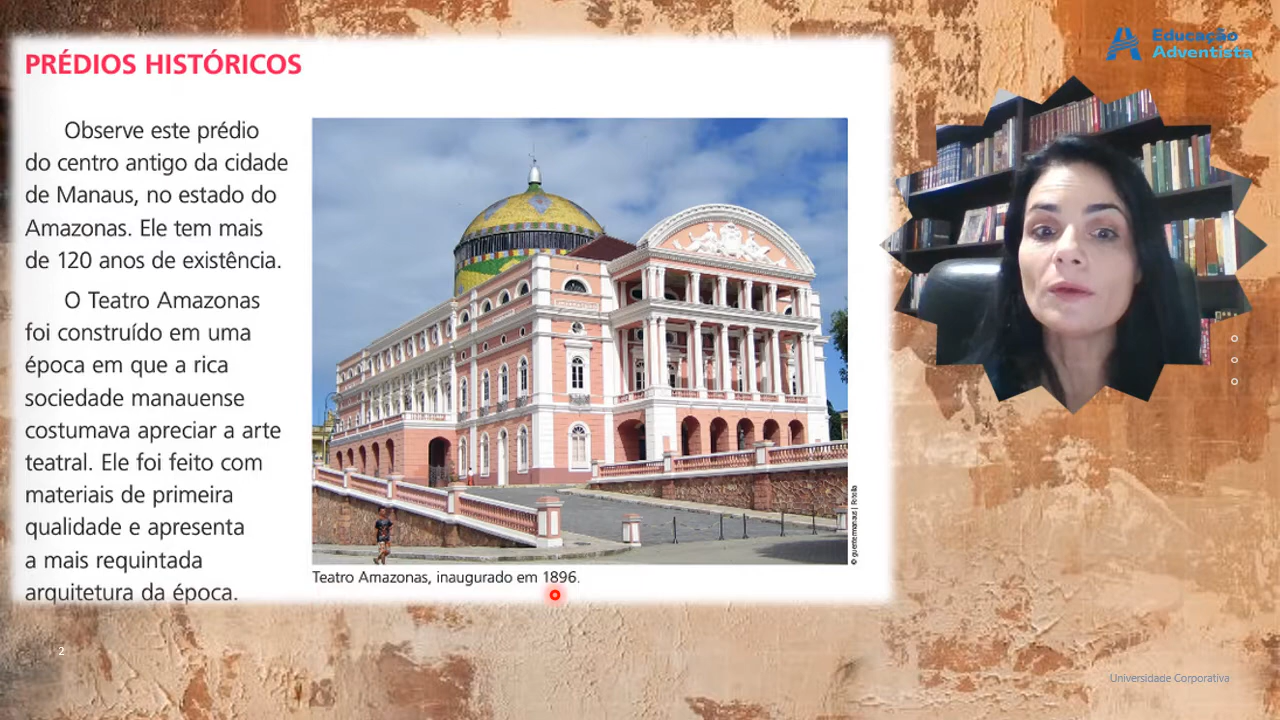 PRÉDIOS HISTÓRICOS
Observe este prédio
do centro antigo da cidade
de Manaus, no estado do
Amazonas. Ele tem mais
de 120 anos de existência.
O Teatro Amazonas
foi construído em uma
época em que a rica
sociedade manauense
costumava apreciar a arte
teatral. Ele foi feito com
materiais de primeira
qualidade e apresenta
a mais requintada
arquitetura da época.
© guentermanaus | Fotolia
Teatro Amazonas, inaugurado em 1896.
Educação
Adventista
2
Universidade Corporativa